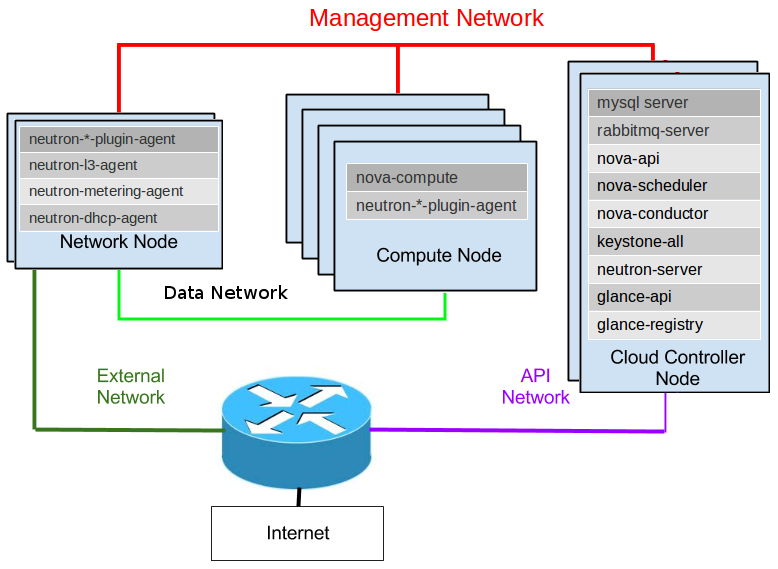 Management Network
neutron-*-plugin-agent
neutron-l3-agent
neutron-metering-agent
neutron-dhcp-agent
Network Node
nova-compute
neutron-*-plugin-agent
Compute Node
mysql server
rabbitmq-server
nova-api
nova-scheduler
nova-conductor
keystone-all
neutron-server
glance-api
glance-registry
Cloud Controller
Node
Data Network
External
Network
API
Network
Internet